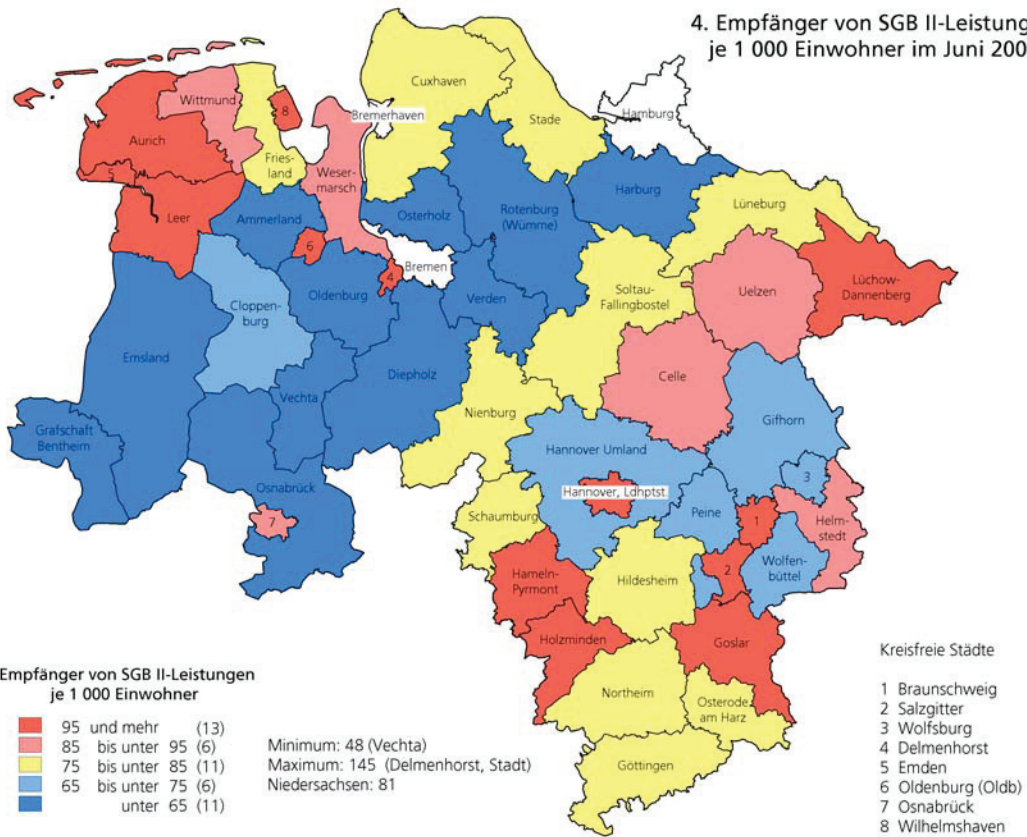 4. Empfänger von SGB II-Leistung
je 1 000 Einwohner im Juni 200
Cuxhaven
Wittmund
8
Bremerhaven
Hamburg
Stade
Aurich
Fries-
land
Weser-
marsch
5
Harburg
Leer
Ammerland
Osterholz
Rotenburg
(Wümme)
Lüneburg
6
4
Bremen
Lüchow-
Dannenberg
Oldenburg
Verden
Soltau-
Fallingbostel
Uelzen
Cloppen-
burg
Emsland
Diepholz
Celle
Vechta
Nienburg
Gifhorn
Grafschaft
Bentheim
Hannover Umland
3
Osnabrück
Hannover, Ldhptst.
7
Schaumburg
Peine
1
Helm-
stedt
2
Wolfen-
büttel
Hameln-
Pyrmont
Hildesheim
Holzminden
Goslar
Northeim
Osterode
am Harz
Göttingen
Empfänger von SGB II-Leistungen
je 1 000 Einwohner
95 und mehr (13)
85 bis unter 95 (6)
75 bis unter 85 (11)
65 bis unter 75 (6)
unter 65 (11)
Minimum: 48 (Vechta)
Maximum: 145 (Delmenhorst, Stadt)
Niedersachsen: 81
Kreisfreie Städte
1 Braunschweig
2 Salzgitter
3 Wolfsburg
4 Delmenhorst
5 Emden
6 Oldenburg (Oldb)
7 Osnabrück
8 Wilhelmshaven